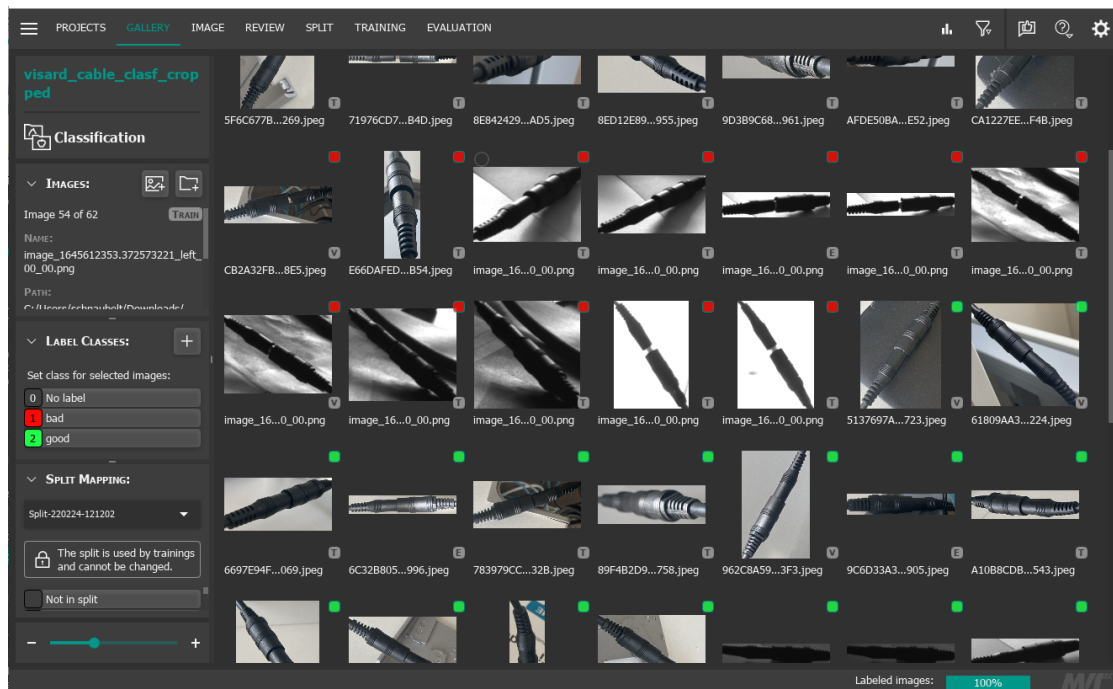 PROJECTS GALLERY IMAGE REVIEW SPLIT TRAINING EVALUATION
visard_cable_clasf_cropped
Classification
IMAGES:
Image 54 of 62 TRAIN
NAME:
image_1645612353.372573221_left_
00_00.png
PATH:
C:/Users/schnaubelt/Downloads/
LABEL CLASSES:
Set class for selected images:
0 No label
1 bad
2 good
SPLIT MAPPING:
Split-220224-121202
The split is used by trainings
and cannot be changed.
Not in split
T T T T T T T
5F6C677B...269.jpeg 71976CD7...B4D.jpeg 8E842429...AD5.jpeg 8ED12E89...955.jpeg 9D3B9C68...961.jpeg AFDE50BA...E52.jpeg CA1227EE...F4B.jpeg
V T T T E T T
CB2A32FB...8E5.jpeg E66DAFED...B54.jpeg image_16...0_00.png image_16...0_00.png image_16...0_00.png image_16...0_00.png image_16...0_00.png
V T T T T V V
image_16...0_00.png image_16...0_00.png image_16...0_00.png image_16...0_00.png image_16...0_00.png 5137697A...723.jpeg 61809AA3...224.jpeg
T E T T V E T
6697E94F...069.jpeg 6C32B805...996.jpeg 783979CC...32B.jpeg 89F4B2D9...758.jpeg 962C8A59...3F3.jpeg 9C6D33A3...905.jpeg A10B8CDB...543.jpeg
Labeled images: 100%